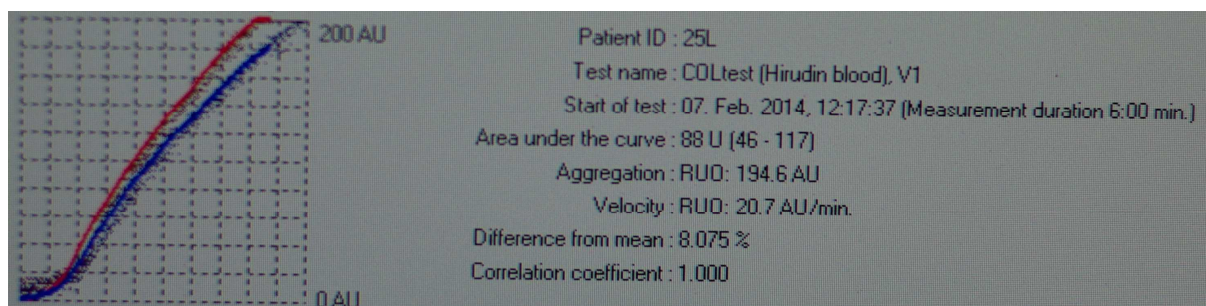 200 AU
Patient ID : 25L
Test name : COLtest (Hirudin blood), V1
Start of test : 07. Feb. 2014, 12:17:37 (Measurement duration 6:00 min.)
Area under the curve : 88 U (46 - 117)
Aggregation : RUO: 194.6 AU
Velocity : RUO: 20.7 AU/min.
Difference from mean : 8.075 %
Correlation coefficient : 1.000
0 AU